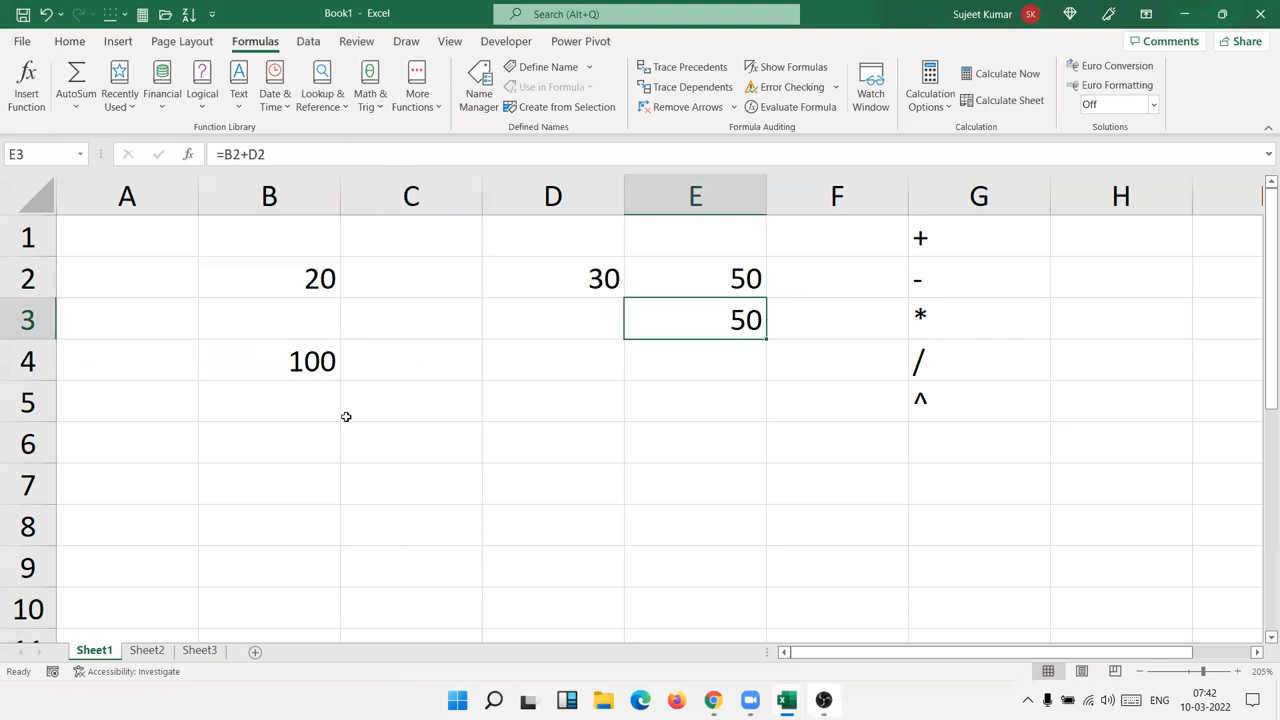 Book1 - Excel
Search (Alt+Q)
Sujeet Kumar
SK
File Home Insert Page Layout Formulas Data Review View Draw Developer Power Pivot
Comments Share
Insert Function
AutoSum
Recently Used
Financial
Logical
Text
Date & Time
Lookup & Reference
Math & Trig
More Functions
Function Library
Name Manager
Define Name
Use in Formula
Create from Selection
Defined Names
Trace Precedents
Trace Dependents
Remove Arrows
Show Formulas
Error Checking
Evaluate Formula
Formula Auditing
Watch Window
Calculation Options
Calculate Now
Calculate Sheet
Calculation
Euro Conversion
Euro Formatting
Off
Solutions
E3 fx =B2+D2
A B C D E F G H
1 +
2 20 30 50 -
3 50 *
4 100 /
5 ^
6
7
8
9
10
Sheet1 Sheet2 Sheet3
Ready Accessibility: Investigate 205%
ENG 07:42
10-03-2022